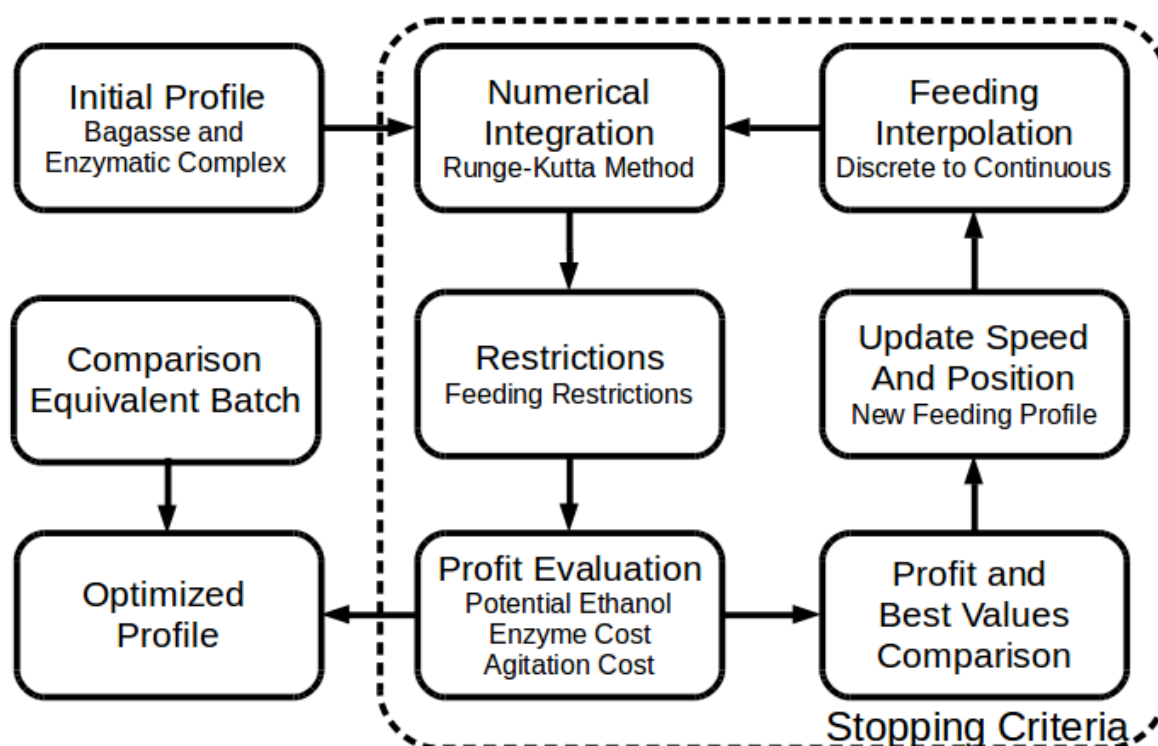 Initial Profile
Bagasse and
Enzymatic Complex
Numerical
Integration
Runge-Kutta Method
Feeding
Interpolation
Discrete to Continuous
Comparison
Equivalent Batch
Restrictions
Feeding Restrictions
Update Speed
And Position
New Feeding Profile
Optimized
Profile
Profit Evaluation
Potential Ethanol
Enzyme Cost
Agitation Cost
Profit and
Best Values
Comparison
Stopping Criteria